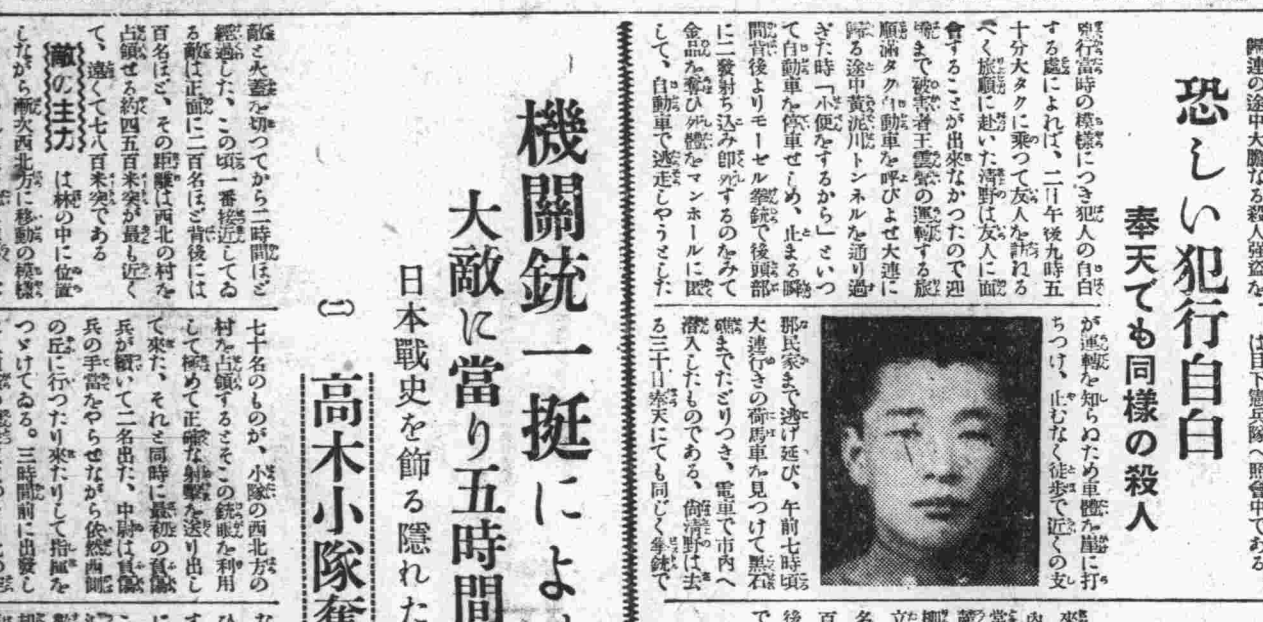 歸連の途中大膽なる殺人强盜を
は目下憲兵隊へ照會中である
恐しい犯行自白
奉天でも同樣の殺人
兇行當時の模樣につき犯人の自白
する處によれば、二日午後九時五
十分大タクに乘つて友人を訪ねる
べく旅順に赴いた淸野は友人に面
會することが出來なかつたので迎
まで被害者王雲聲の運轉する旅
順滿タク自動車を呼びよせ大連に
歸る途中黃泥川トンネルを通り過
ぎた時「小便をするから」といつ
て自動車を停車せしめ、止まる瞬
間背後よりモーゼル拳銃で後頭部
に二發射ち込み卽死するのをみて
金品を奪ひ死體をマンホールに匿
して、自動車で逃走しやうとした
が運轉を知らぬため車體を崖に打
ちつけ、止むなく徒步で近くの支
那民家まで逃げ延び、午前七時頃
大連行きの荷馬車を見つけて黑石
礁までたどりつき、電車で市内へ
潜入したものである、尙淸野は去
る三十日奉天にても同じく拳銃で
機關銃一挺によ
大敵に當り五時間
日本戰史を飾る隱れた
(二)
高木小隊奮
敵と火蓋を切つてから二時間ほど
經過した、この頃一番接近してゐ
る敵は正面に二百名ほど背後には
百名ほど、その距離は西北の村を
占領せる約四五百米突が最も近く
て、遠くて七八百米突である
敵の主力
は林の中に位置
しながら漸次西北方に移動の模樣
七十名のものが、小隊の西北方の
村を占領するとそこの銃眼を利用
して極めて正確な射擊を送り出し
て來た、それと同時に最初の負傷
兵が續いて二名出た、中尉は負傷
兵の手當をやらせながら依然西側
の丘に行つたり來たりして指揮を
つゞけてゐる。三時間前に出發し